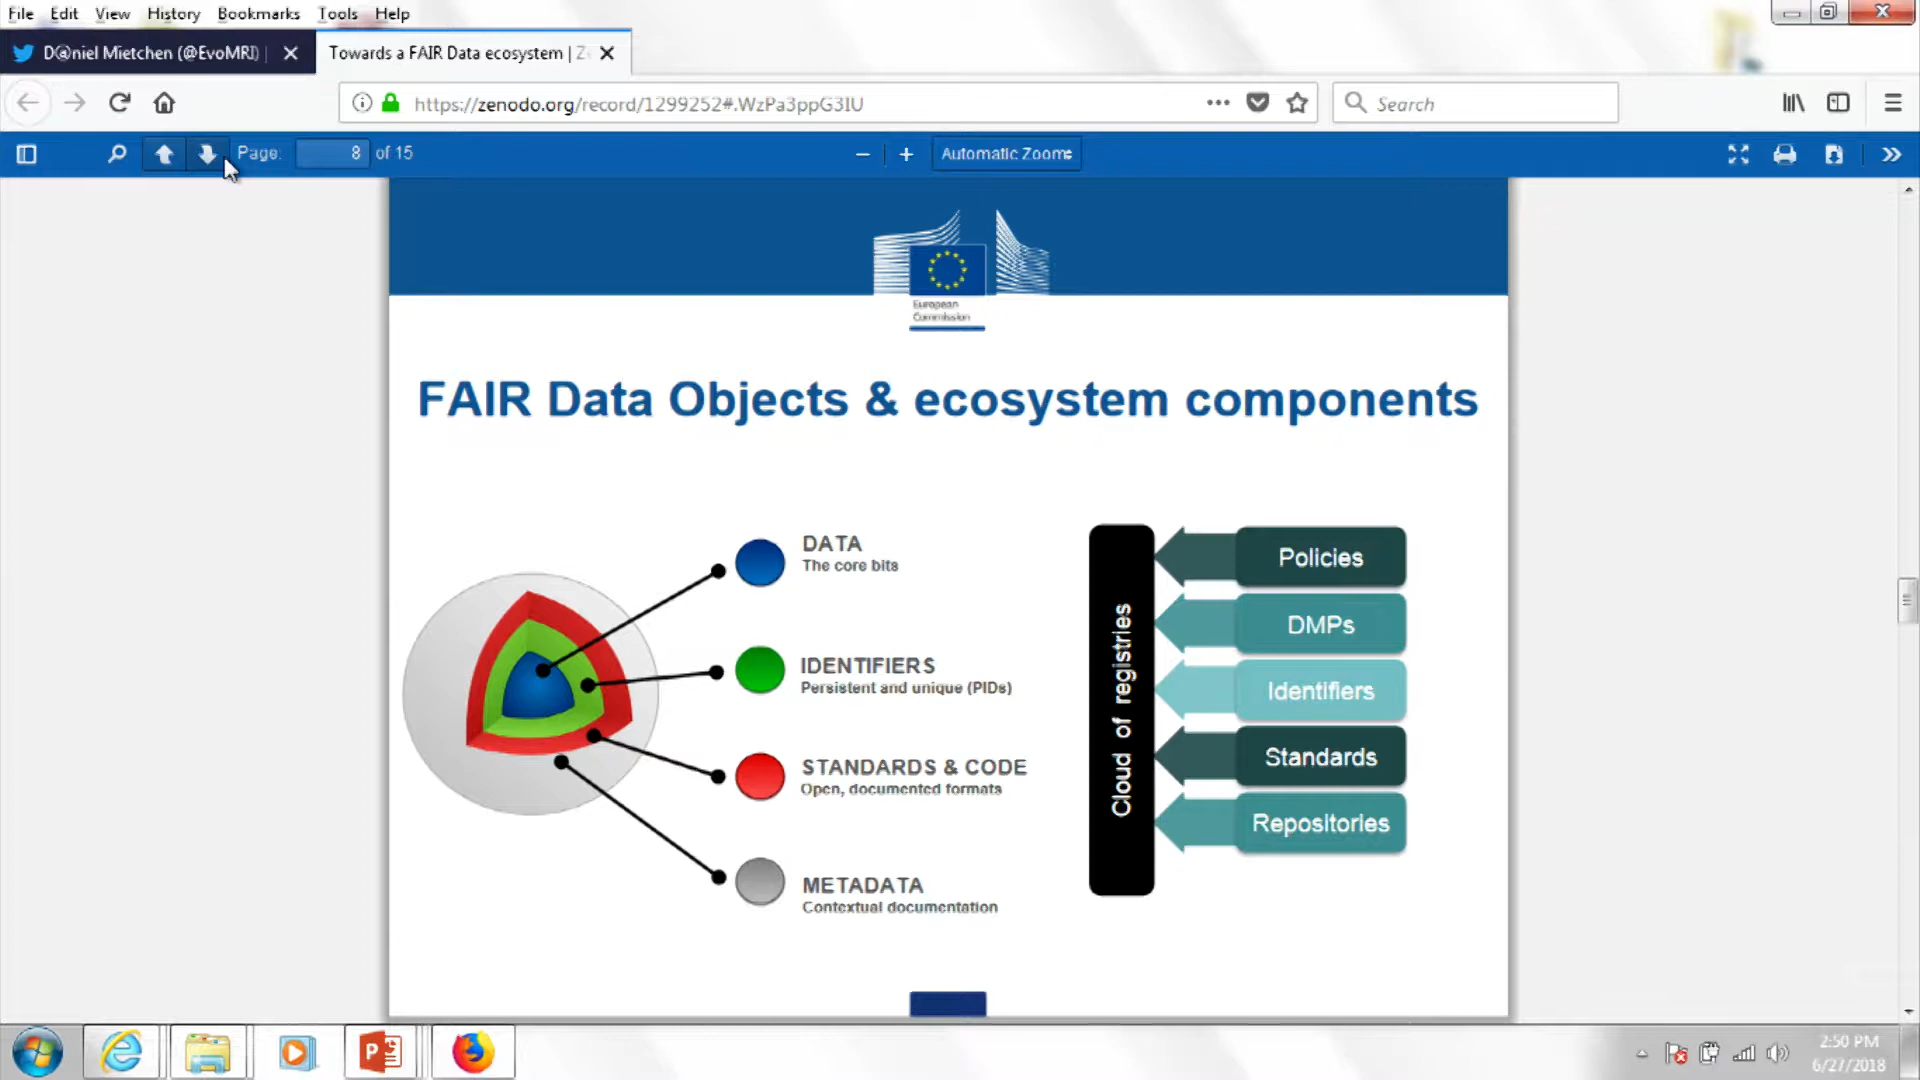 File Edit View History Bookmarks Tools Help
D@niel Mietchen (@EvoMRI) |
Towards a FAIR Data ecosystem | Ze
https://zenodo.org/record/1299252#.WzPa3ppG3IU
Search
Page: 8 of 15
Automatic Zoom
European
Commission
FAIR Data Objects & ecosystem components
DATA
The core bits
IDENTIFIERS
Persistent and unique (PIDs)
STANDARDS & CODE
Open, documented formats
METADATA
Contextual documentation
Cloud of registries
Policies
DMPs
Identifiers
Standards
Repositories
2:50 PM
6/27/2018